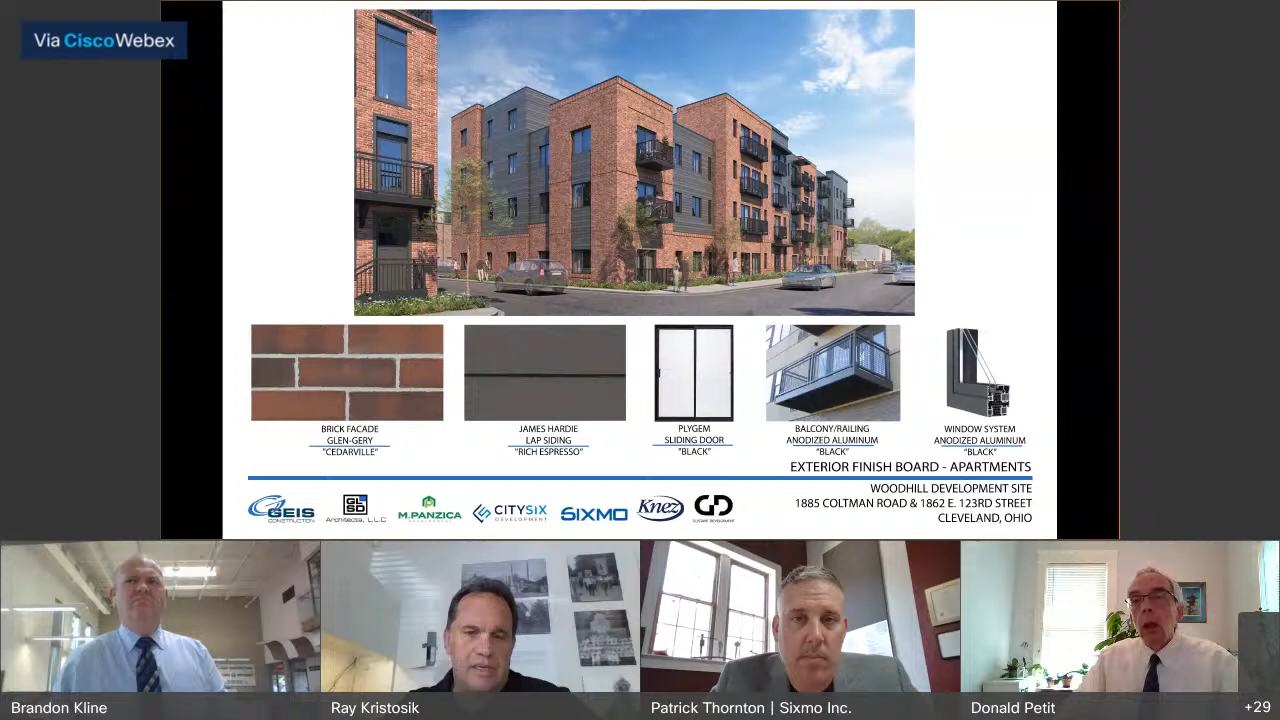 Via CiscoWebex
BRICK FACADE
GLEN-GERY
"CEDARVILLE"
JAMES HARDIE
LAP SIDING
"RICH ESPRESSO"
PLYGEM
SLIDING DOOR
"BLACK"
BALCONY/RAILING
ANODIZED ALUMINUM
"BLACK"
WINDOW SYSTEM
ANODIZED ALUMINUM
"BLACK"
EXTERIOR FINISH BOARD - APARTMENTS
WOODHILL DEVELOPMENT SITE
1885 COLTMAN ROAD & 1862 E. 123RD STREET
CLEVELAND, OHIO
GEIS
CONSTRUCTION
GLSD
Architects, L.L.C
M.PANZICA
CITYSIX
DEVELOPMENT
SIXMO
Knez
GD
Brandon Kline
Ray Kristosik
Patrick Thornton | Sixmo Inc.
Donald Petit
+29